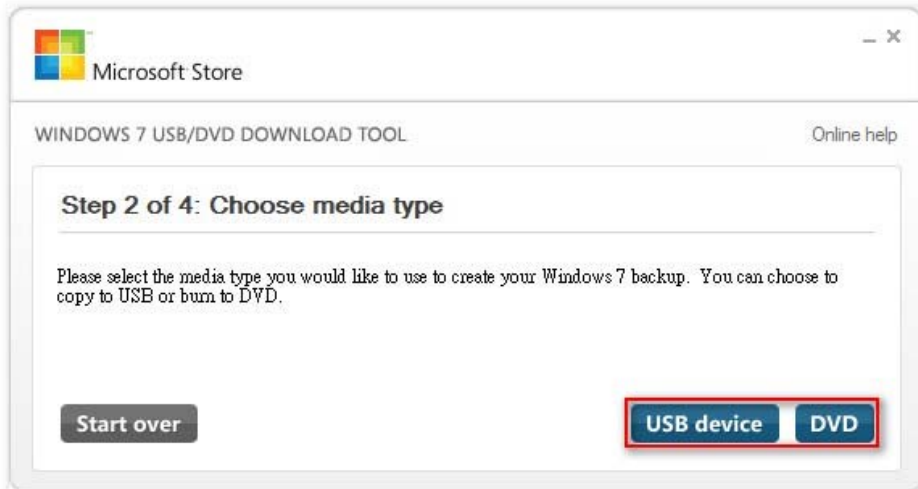 Microsoft Store
WINDOWS 7 USB/DVD DOWNLOAD TOOL
Online help
Step 2 of 4: Choose media type
Please select the media type you would like to use to create your Windows 7 backup. You can choose to
copy to USB or burn to DVD.
Start over
USB device
DVD